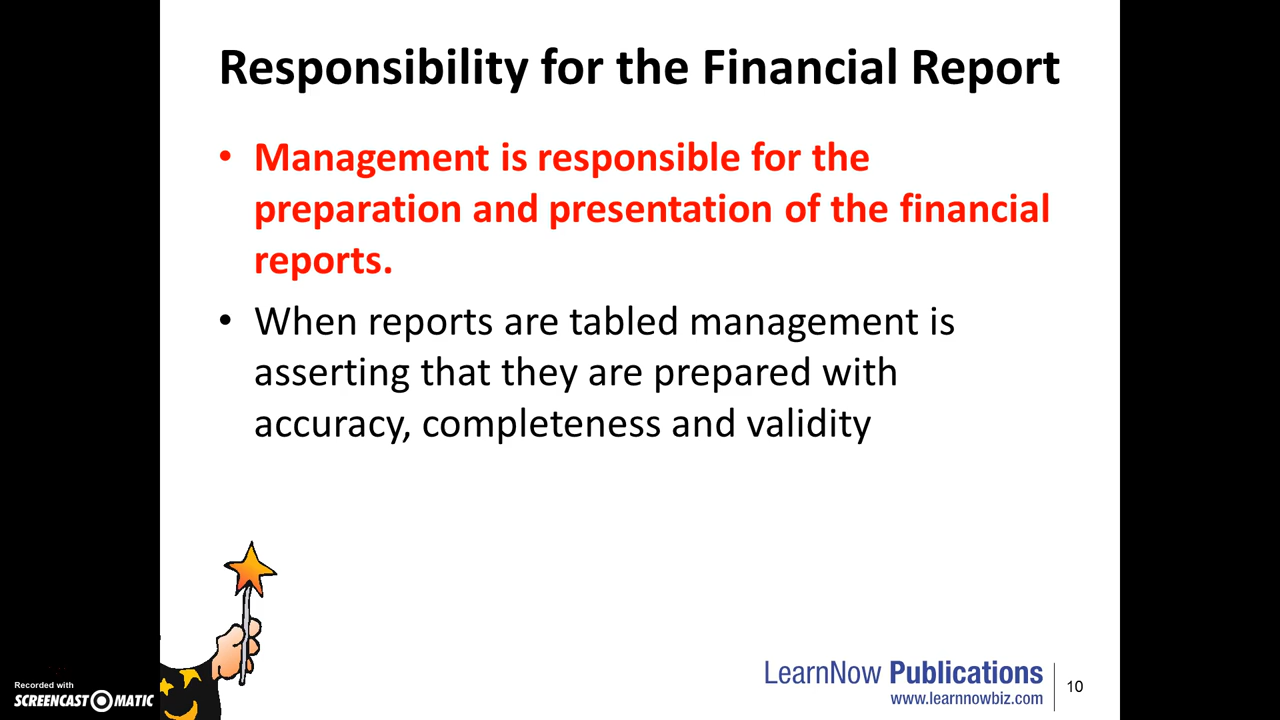 Responsibility for the Financial Report
• Management is responsible for the
preparation and presentation of the financial
reports.
• When reports are tabled management is
asserting that they are prepared with
accuracy, completeness and validity
Recorded with
SCREENCAST MATIC
LearnNow Publications
www.learnnowbiz.com
10